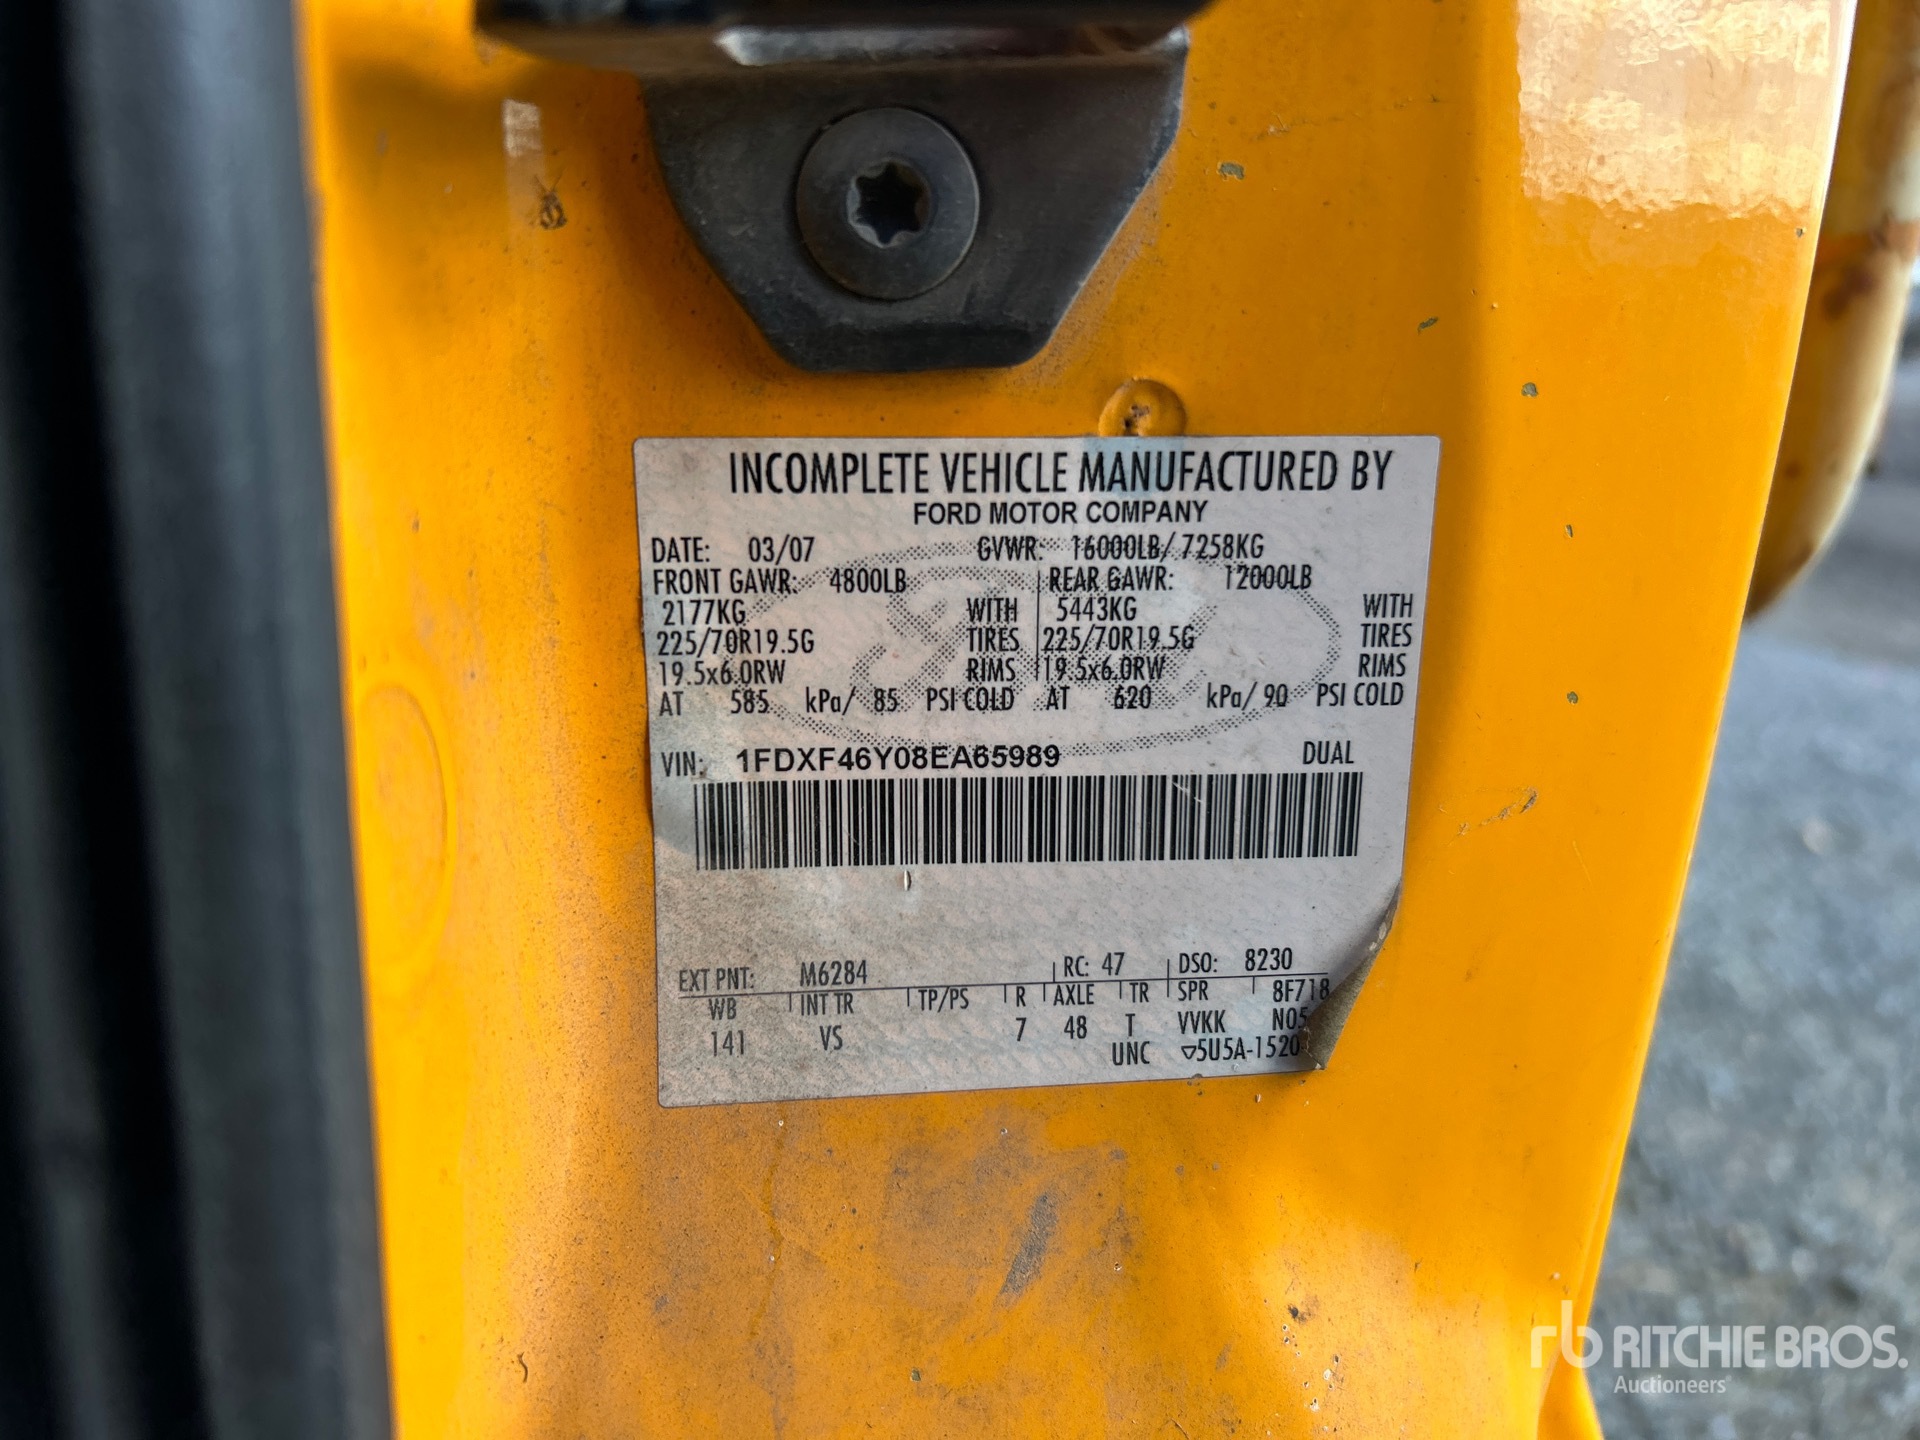 INCOMPLETE VEHICLE MANUFACTURED BY
FORD MOTOR COMPANY
DATE: 03/07 GVWR: 16000LB/ 7258KG
FRONT GAWR: 4800LB REAR GAWR: 12000LB
2177KG WITH 5443KG WITH
225/70R19.5G TIRES 225/70R19.5G TIRES
19.5x6.0RW RIMS 19.5x6.0RW RIMS
AT 585 kPa/ 85 PSI COLD AT 620 kPa/ 90 PSI COLD
VIN: 1FDXF46Y08EA65989 DUAL
EXT PNT: M6284 RC: 47 DSO: 8230
WB INT TR TP/PS R AXLE TR SPR 8F718
141 VS 7 48 T VVKK N05
UNC ▽5U5A-1520
rb RITCHIE BROS.
Auctioneers